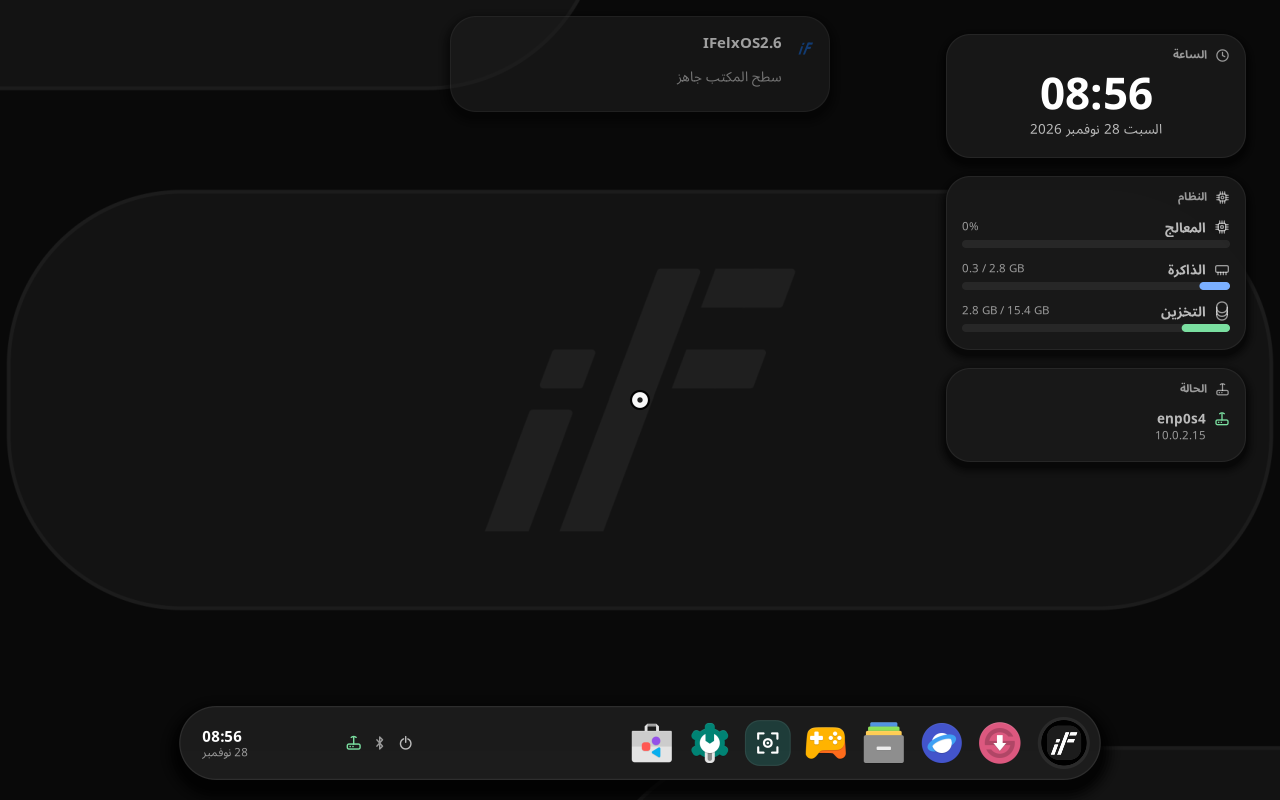 IFelxOS2.6
سطح المكتب جاهز
الساعة
08:56
السبت 28 نوفمبر 2026
النظام
المعالج
0%
الذاكرة
0.3 / 2.8 GB
التخزين
2.8 GB / 15.4 GB
الحالة
enp0s4
10.0.2.15
08:56
28 نوفمبر